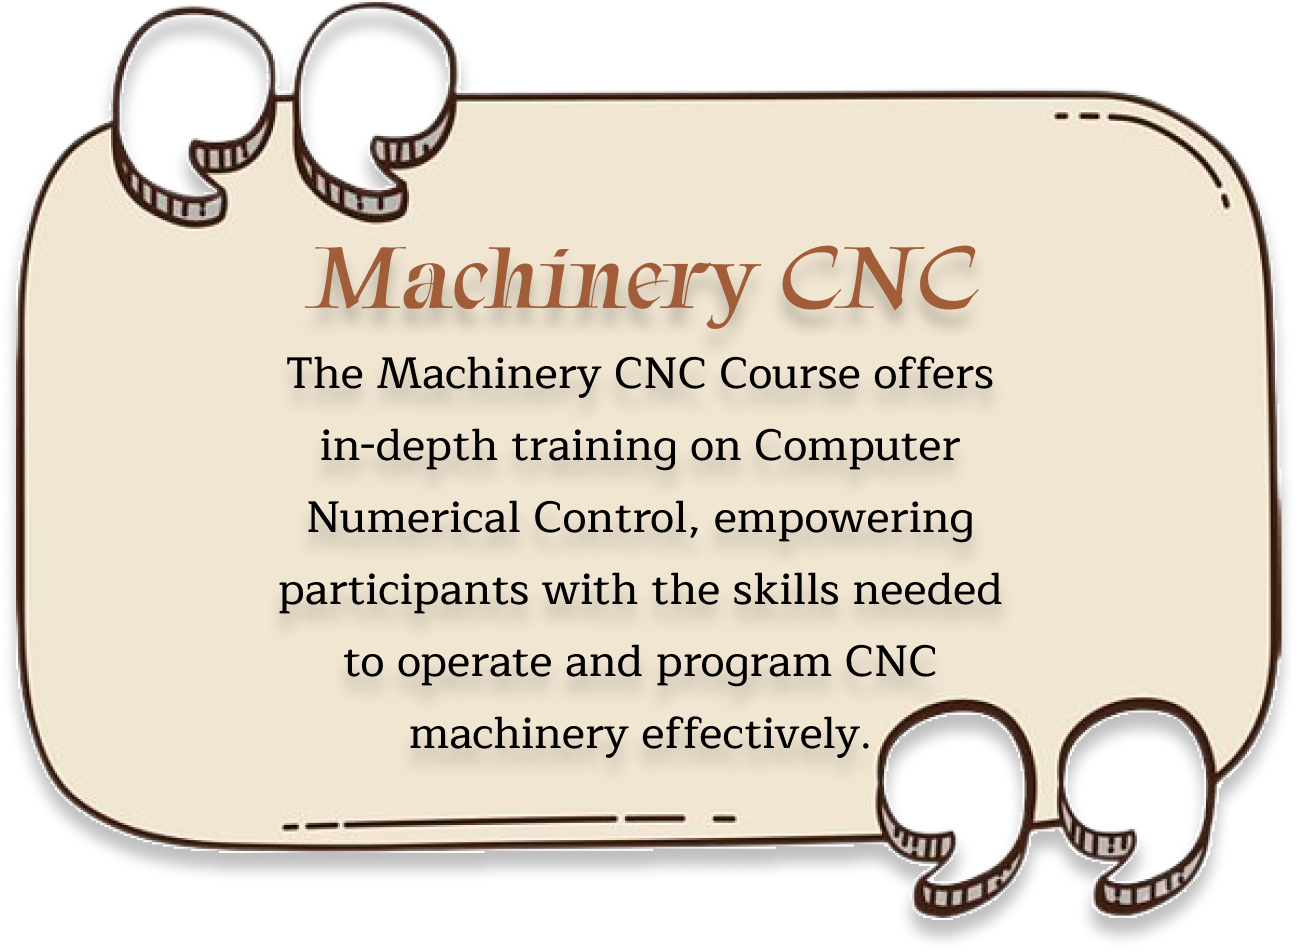 Machinery CNC
The Machinery CNC Course offers
in-depth training on Computer
Numerical Control, empowering
participants with the skills needed
to operate and program CNC
machinery effectively.